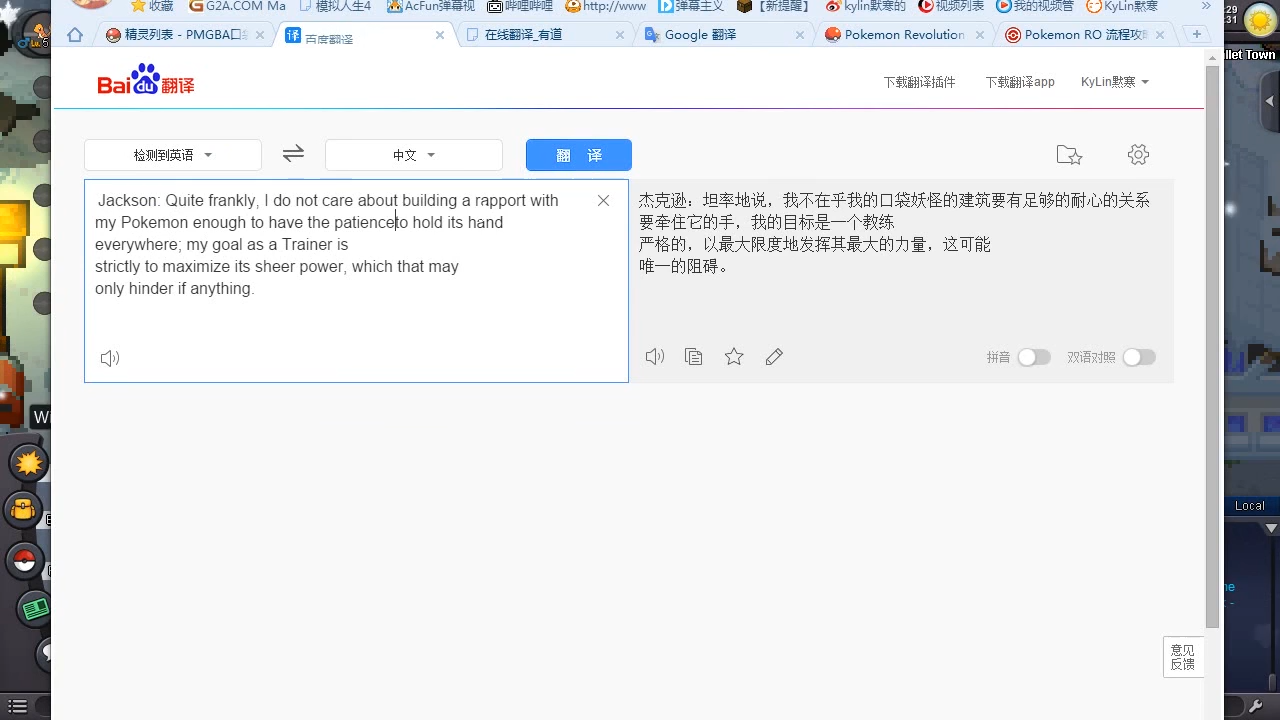 收藏
G2A.COM Ma
模拟人生4
AcFun弹幕视
哔哩哔哩
http://www
弹幕主义
【新提醒】
kylin默寒的
视频列表
我的视频管
KyLin默寒
精灵列表 - PMGBA口
百度翻译
在线翻译_有道
Google 翻译
Pokemon Revolutio
Pokemon RO 流程攻
llet Town
Bai du 翻译
下载翻译插件
下载翻译app
KyLin默寒
检测到英语
中文
翻 译
Jackson: Quite frankly, I do not care about building a rapport with
my Pokemon enough to have the patienceto hold its hand
everywhere; my goal as a Trainer is
strictly to maximize its sheer power, which that may
only hinder if anything.
杰克逊：坦率地说，我不在乎我的口袋妖怪的建筑要有足够的耐心的关系
要牵住它的手，我的目标是一个教练
严格的，以最大限度地发挥其最大的力量，这可能
唯一的阻碍。
拼音
双语对照
Local
意见
反馈